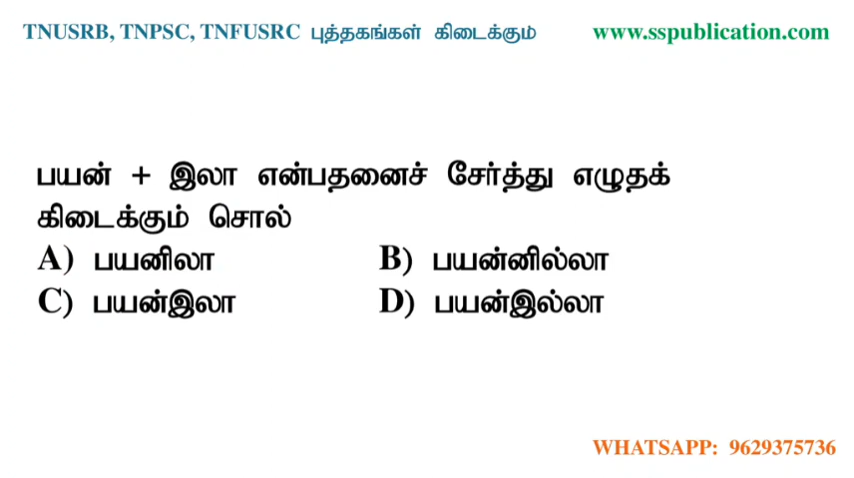 TNUSRB, TNPSC, TNFUSRC புத்தகங்கள் கிடைக்கும் www.sspublication.com
பயன் + இலா என்பதனைச் சேர்த்து எழுதக்
கிடைக்கும் சொல்
A) பயனிலா B) பயன்னில்லா
C) பயன்இலா D) பயன்இல்லா
WHATSAPP: 9629375736